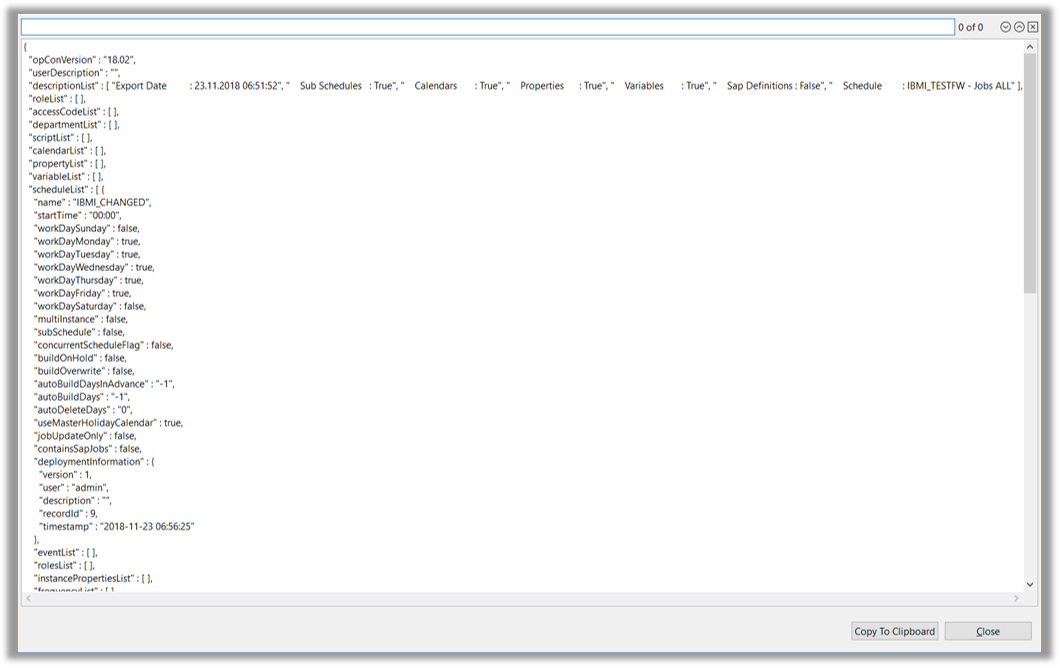 0 of 0
{
"opConVersion" : "18.02",
"userDescription" : "",
"descriptionList" : [ "Export Date : 23.11.2018 06:51:52", " Sub Schedules : True", " Calendars : True", " Properties : True", " Variables : True", " Sap Definitions : False", " Schedule : IBMI_TESTFW - Jobs ALL" ],
"roleList" : [ ],
"accessCodeList" : [ ],
"departmentList" : [ ],
"scriptList" : [ ],
"calendarList" : [ ],
"propertyList" : [ ],
"variableList" : [ ],
"scheduleList" : [ {
"name" : "IBMI_CHANGED",
"startTime" : "00:00",
"workDaySunday" : false,
"workDayMonday" : true,
"workDayTuesday" : true,
"workDayWednesday" : true,
"workDayThursday" : true,
"workDayFriday" : true,
"workDaySaturday" : false,
"multiInstance" : false,
"subSchedule" : false,
"concurrentScheduleFlag" : false,
"buildOnHold" : false,
"buildOverwrite" : false,
"autoBuildDaysInAdvance" : "-1",
"autoBuildDays" : "-1",
"autoDeleteDays" : "0",
"useMasterHolidayCalendar" : true,
"jobUpdateOnly" : false,
"containsSapJobs" : false,
"deploymentInformation" : {
"version" : 1,
"user" : "admin",
"description" : "",
"recordId" : 9,
"timestamp" : "2018-11-23 06:56:25"
},
"eventList" : [ ],
"rolesList" : [ ],
"instancePropertiesList" : [ ],
"frequencyList" : [ ]
Copy To Clipboard
Close